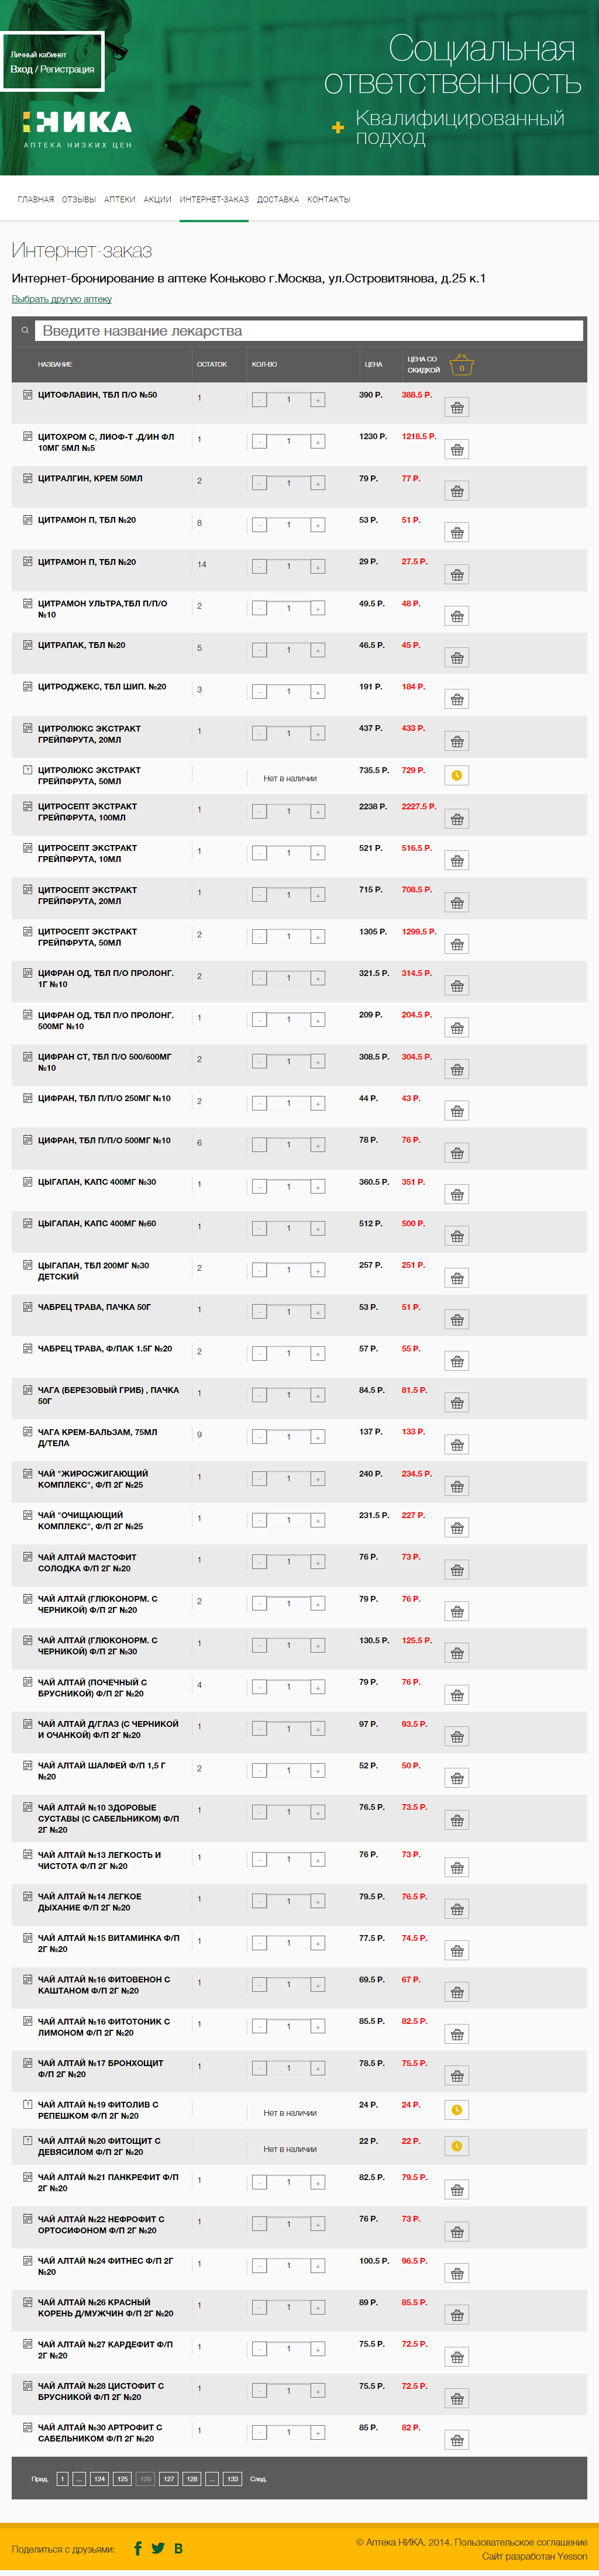 Личный кабинет
Вход / Регистрация
Социальная
ответственность
Квалифицированный
подход
НИКА
АПТЕКА НИЗКИХ ЦЕН
ГЛАВНАЯ ОТЗЫВЫ АПТЕКИ АКЦИИ ИНТЕРНЕТ-ЗАКАЗ ДОСТАВКА КОНТАКТЫ
Интернет-заказ
Интернет-бронирование в аптеке Коньково г.Москва, ул.Островитянова, д.25 к.1
Выбрать другую аптеку
Введите название лекарства
НАЗВАНИЕ ОСТАТОК КОЛ-ВО ЦЕНА ЦЕНА СО
СКИДКОЙ 0
ЦИТОФЛАВИН, ТБЛ П/О №50 1 - 1 + 390 Р. 388.5 Р.
ЦИТОХРОМ С, ЛИОФ-Т .Д/ИН ФЛ 1 - 1 + 1230 Р. 1218.5 Р.
10МГ 5МЛ №5
ЦИТРАЛГИН, КРЕМ 50МЛ 2 - 1 + 79 Р. 77 Р.
ЦИТРАМОН П, ТБЛ №20 8 - 1 + 53 Р. 51 Р.
ЦИТРАМОН П, ТБЛ №20 14 - 1 + 29 Р. 27.5 Р.
ЦИТРАМОН УЛЬТРА,ТБЛ П/П/О 2 - 1 + 49.5 Р. 48 Р.
№10
ЦИТРАПАК, ТБЛ №20 5 - 1 + 46.5 Р. 45 Р.
ЦИТРОДЖЕКС, ТБЛ ШИП. №20 3 - 1 + 191 Р. 184 Р.
ЦИТРОЛЮКС ЭКСТРАКТ 1 - 1 + 437 Р. 433 Р.
ГРЕЙПФРУТА, 20МЛ
ЦИТРОЛЮКС ЭКСТРАКТ Нет в наличии 735.5 Р. 729 Р.
ГРЕЙПФРУТА, 50МЛ
ЦИТРОСЕПТ ЭКСТРАКТ 1 - 1 + 2238 Р. 2227.5 Р.
ГРЕЙПФРУТА, 100МЛ
ЦИТРОСЕПТ ЭКСТРАКТ 1 - 1 + 521 Р. 516.5 Р.
ГРЕЙПФРУТА, 10МЛ
ЦИТРОСЕПТ ЭКСТРАКТ 1 - 1 + 715 Р. 708.5 Р.
ГРЕЙПФРУТА, 20МЛ
ЦИТРОСЕПТ ЭКСТРАКТ 2 - 1 + 1305 Р. 1299.5 Р.
ГРЕЙПФРУТА, 50МЛ
ЦИФРАН ОД, ТБЛ П/О ПРОЛОНГ. 2 - 1 + 321.5 Р. 314.5 Р.
1Г №10
ЦИФРАН ОД, ТБЛ П/О ПРОЛОНГ. 1 - 1 + 209 Р. 204.5 Р.
500МГ №10
ЦИФРАН СТ, ТБЛ П/О 500/600МГ 2 - 1 + 308.5 Р. 304.5 Р.
№10
ЦИФРАН, ТБЛ П/П/О 250МГ №10 2 - 1 + 44 Р. 43 Р.
ЦИФРАН, ТБЛ П/П/О 500МГ №10 6 - 1 + 78 Р. 76 Р.
ЦЫГАПАН, КАПС 400МГ №30 1 - 1 + 360.5 Р. 351 Р.
ЦЫГАПАН, КАПС 400МГ №60 1 - 1 + 512 Р. 500 Р.
ЦЫГАПАН, ТБЛ 200МГ №30 2 - 1 + 257 Р. 251 Р.
ДЕТСКИЙ
ЧАБРЕЦ ТРАВА, ПАЧКА 50Г 1 - 1 + 53 Р. 51 Р.
ЧАБРЕЦ ТРАВА, Ф/ПАК 1.5Г №20 2 - 1 + 57 Р. 55 Р.
ЧАГА (БЕРЕЗОВЫЙ ГРИБ) , ПАЧКА 1 - 1 + 84.5 Р. 81.5 Р.
50Г
ЧАГА КРЕМ-БАЛЬЗАМ, 75МЛ 9 - 1 + 137 Р. 133 Р.
Д/ТЕЛА
ЧАЙ "ЖИРОСЖИГАЮЩИЙ 1 - 1 + 240 Р. 234.5 Р.
КОМПЛЕКС", Ф/П 2Г №25
ЧАЙ "ОЧИЩАЮЩИЙ 1 - 1 + 231.5 Р. 227 Р.
КОМПЛЕКС", Ф/П 2Г №25
ЧАЙ АЛТАЙ МАСТОФИТ 1 - 1 + 76 Р. 73 Р.
СОЛОДКА Ф/П 2Г №20
ЧАЙ АЛТАЙ (ГЛЮКОНОРМ. С 2 - 1 + 79 Р. 76 Р.
ЧЕРНИКОЙ) Ф/П 2Г №20
ЧАЙ АЛТАЙ (ГЛЮКОНОРМ. С 1 - 1 + 130.5 Р. 125.5 Р.
ЧЕРНИКОЙ) Ф/П 2Г №30
ЧАЙ АЛТАЙ (ПОЧЕЧНЫЙ С 4 - 1 + 79 Р. 76 Р.
БРУСНИКОЙ) Ф/П 2Г №20
ЧАЙ АЛТАЙ Д/ГЛАЗ (С ЧЕРНИКОЙ 1 - 1 + 97 Р. 93.5 Р.
И ОЧАНКОЙ) Ф/П 2Г №20
ЧАЙ АЛТАЙ ШАЛФЕЙ Ф/П 1,5 Г 2 - 1 + 52 Р. 50 Р.
№20
ЧАЙ АЛТАЙ №10 ЗДОРОВЫЕ 1 - 1 + 76.5 Р. 73.5 Р.
СУСТАВЫ (С САБЕЛЬНИКОМ) Ф/П
2Г №20
ЧАЙ АЛТАЙ №13 ЛЕГКОСТЬ И 1 - 1 + 76 Р. 73 Р.
ЧИСТОТА Ф/П 2Г №20
ЧАЙ АЛТАЙ №14 ЛЕГКОЕ 1 - 1 + 79.5 Р. 76.5 Р.
ДЫХАНИЕ Ф/П 2Г №20
ЧАЙ АЛТАЙ №15 ВИТАМИНКА Ф/П 1 - 1 + 77.5 Р. 74.5 Р.
2Г №20
ЧАЙ АЛТАЙ №16 ФИТОВЕНОН С 1 - 1 + 69.5 Р. 67 Р.
КАШТАНОМ Ф/П 2Г №20
ЧАЙ АЛТАЙ №16 ФИТОТОНИК С 1 - 1 + 85.5 Р. 82.5 Р.
ЛИМОНОМ Ф/П 2Г №20
ЧАЙ АЛТАЙ №17 БРОНХОЩИТ 1 - 1 + 78.5 Р. 75.5 Р.
Ф/П 2Г №20
ЧАЙ АЛТАЙ №19 ФИТОЛИВ С Нет в наличии 24 Р. 24 Р.
РЕПЕШКОМ Ф/П 2Г №20
ЧАЙ АЛТАЙ №20 ФИТОЩИТ С Нет в наличии 22 Р. 22 Р.
ДЕВЯСИЛОМ Ф/П 2Г №20
ЧАЙ АЛТАЙ №21 ПАНКРЕФИТ Ф/П 1 - 1 + 82.5 Р. 79.5 Р.
2Г №20
ЧАЙ АЛТАЙ №22 НЕФРОФИТ С 1 - 1 + 76 Р. 73 Р.
ОРТОСИФОНОМ Ф/П 2Г №20
ЧАЙ АЛТАЙ №24 ФИТНЕС Ф/П 2Г 1 - 1 + 100.5 Р. 96.5 Р.
№20
ЧАЙ АЛТАЙ №26 КРАСНЫЙ 1 - 1 + 89 Р. 85.5 Р.
КОРЕНЬ Д/МУЖЧИН Ф/П 2Г №20
ЧАЙ АЛТАЙ №27 КАРДЕФИТ Ф/П 1 - 1 + 75.5 Р. 72.5 Р.
2Г №20
ЧАЙ АЛТАЙ №28 ЦИСТОФИТ С 1 - 1 + 75.5 Р. 72.5 Р.
БРУСНИКОЙ Ф/П 2Г №20
ЧАЙ АЛТАЙ №30 АРТРОФИТ С 1 - 1 + 85 Р. 82 Р.
САБЕЛЬНИКОМ Ф/П 2Г №20
Пред. 1 ... 124 125 126 127 128 ... 133 След.
Поделиться с друзьями: © Аптека НИКА. 2014. Пользовательское соглашение
Сайт разработан Yesson